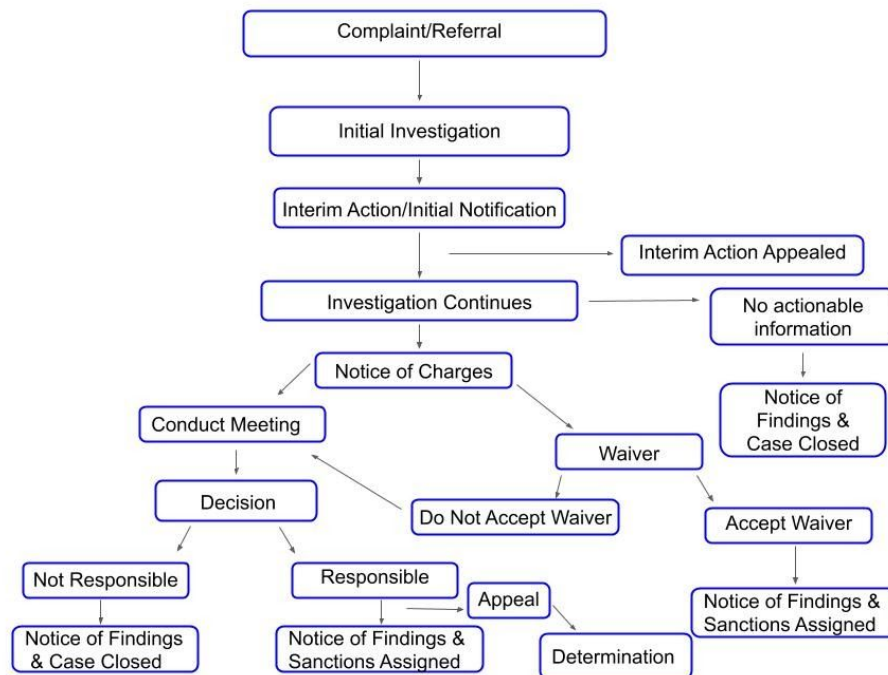 Complaint/Referral
Initial Investigation
Interim Action/Initial Notification
Interim Action Appealed
Investigation Continues
No actionable
information
Notice of Charges
Notice of
Findings &
Case Closed
Conduct Meeting
Waiver
Decision
Do Not Accept Waiver
Accept Waiver
Not Responsible
Responsible
Appeal
Notice of Findings &
Sanctions Assigned
Notice of Findings
& Case Closed
Notice of Findings &
Sanctions Assigned
Determination